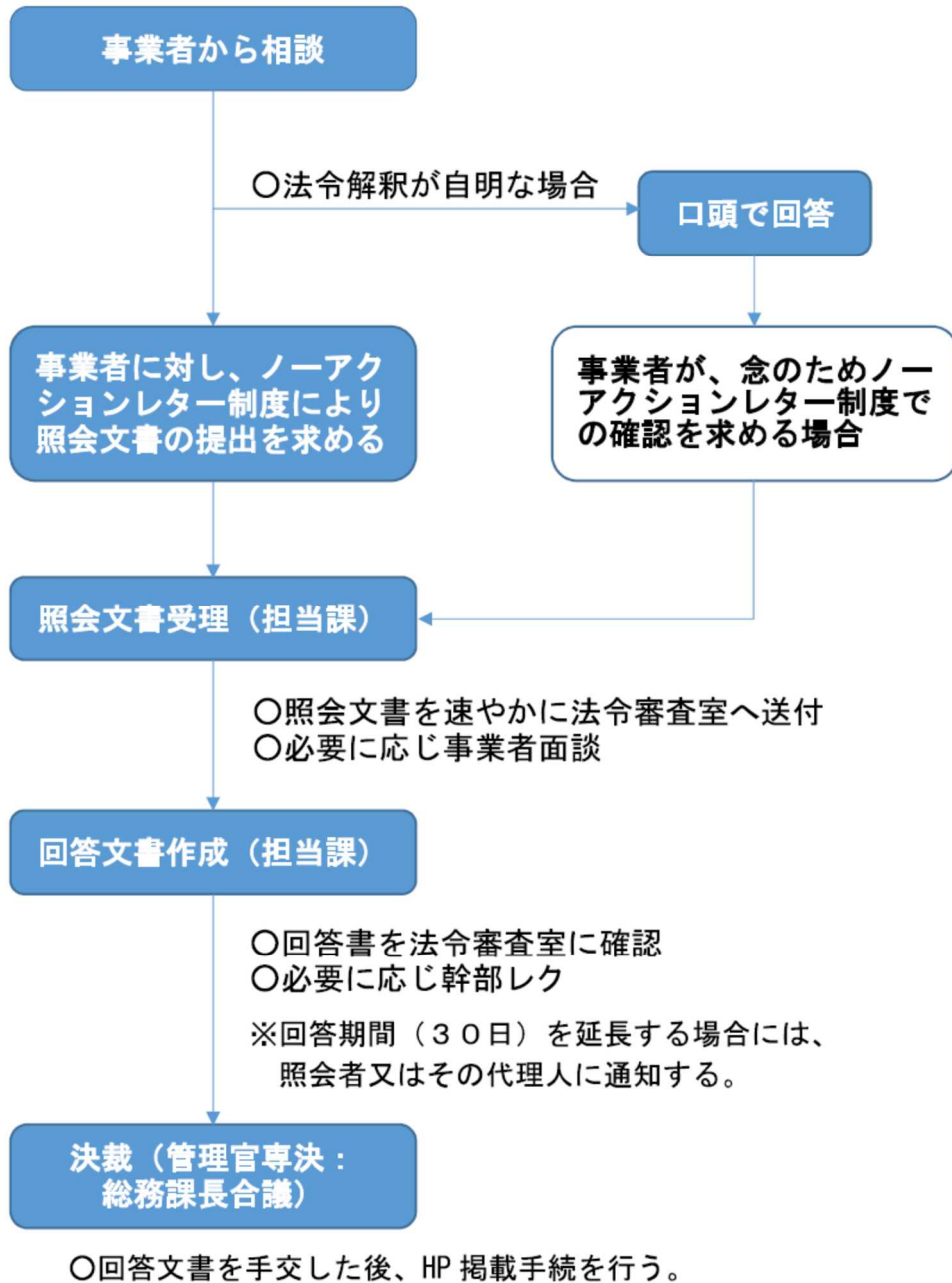 事業者から相談
〇法令解釈が自明な場合
口頭で回答
事業者に対し、ノーアク
ションレター制度により
照会文書の提出を求める
事業者が、念のためノー
アクションレター制度で
の確認を求める場合
照会文書受理（担当課）
〇照会文書を速やかに法令審査室へ送付
〇必要に応じ事業者面談
回答文書作成（担当課）
〇回答書を法令審査室に確認
〇必要に応じ幹部レク
※回答期間（３０日）を延長する場合には、
照会者又はその代理人に通知する。
決裁（管理官専決：
総務課長合議）
〇回答文書を手交した後、HP 掲載手続を行う。